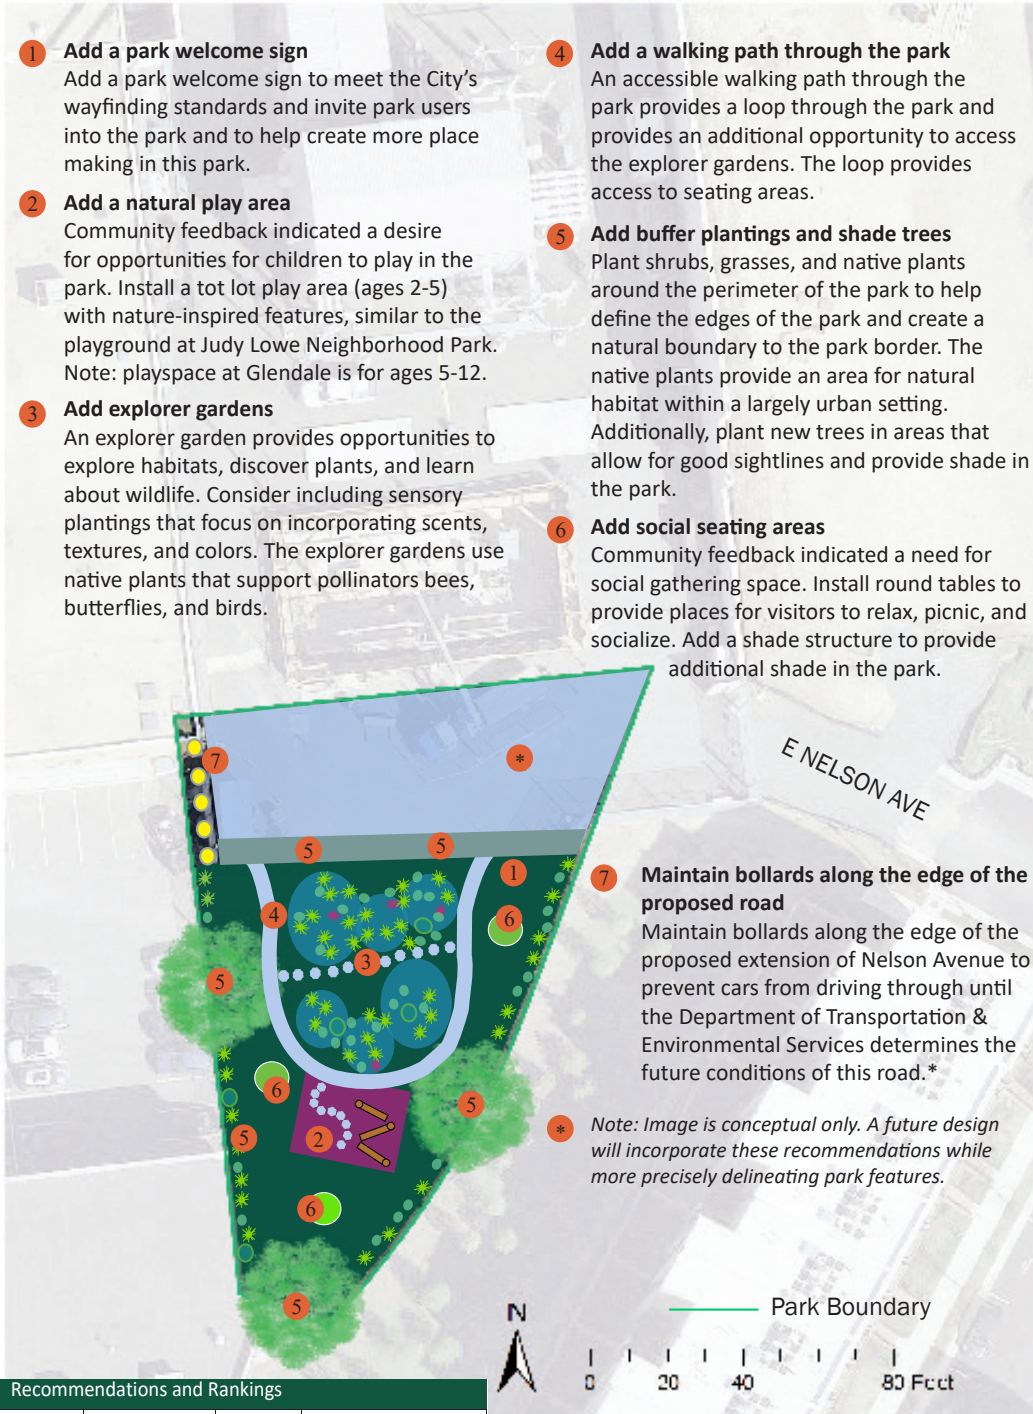 1 Add a park welcome sign
Add a park welcome sign to meet the City’s
wayfinding standards and invite park users
into the park and to help create more place
making in this park.
2 Add a natural play area
Community feedback indicated a desire
for opportunities for children to play in the
park. Install a tot lot play area (ages 2-5)
with nature-inspired features, similar to the
playground at Judy Lowe Neighborhood Park.
Note: playspace at Glendale is for ages 5-12.
3 Add explorer gardens
An explorer garden provides opportunities to
explore habitats, discover plants, and learn
about wildlife. Consider including sensory
plantings that focus on incorporating scents,
textures, and colors. The explorer gardens use
native plants that support pollinators bees,
butterflies, and birds.
4 Add a walking path through the park
An accessible walking path through the
park provides a loop through the park and
provides an additional opportunity to access
the explorer gardens. The loop provides
access to seating areas.
5 Add buffer plantings and shade trees
Plant shrubs, grasses, and native plants
around the perimeter of the park to help
define the edges of the park and create a
natural boundary to the park border. The
native plants provide an area for natural
habitat within a largely urban setting.
Additionally, plant new trees in areas that
allow for good sightlines and provide shade in
the park.
6 Add social seating areas
Community feedback indicated a need for
social gathering space. Install round tables to
provide places for visitors to relax, picnic, and
socialize. Add a shade structure to provide
additional shade in the park.
E NELSON AVE
7
*
5
5
1
4
6
3
5
6
5
5
2
6
5
7 Maintain bollards along the edge of the
proposed road
Maintain bollards along the edge of the
proposed extension of Nelson Avenue to
prevent cars from driving through until
the Department of Transportation &
Environmental Services determines the
future conditions of this road.*
* Note: Image is conceptual only. A future design
will incorporate these recommendations while
more precisely delineating park features.
N
Park Boundary
0 20 40 80 Feet
Recommendations and Rankings